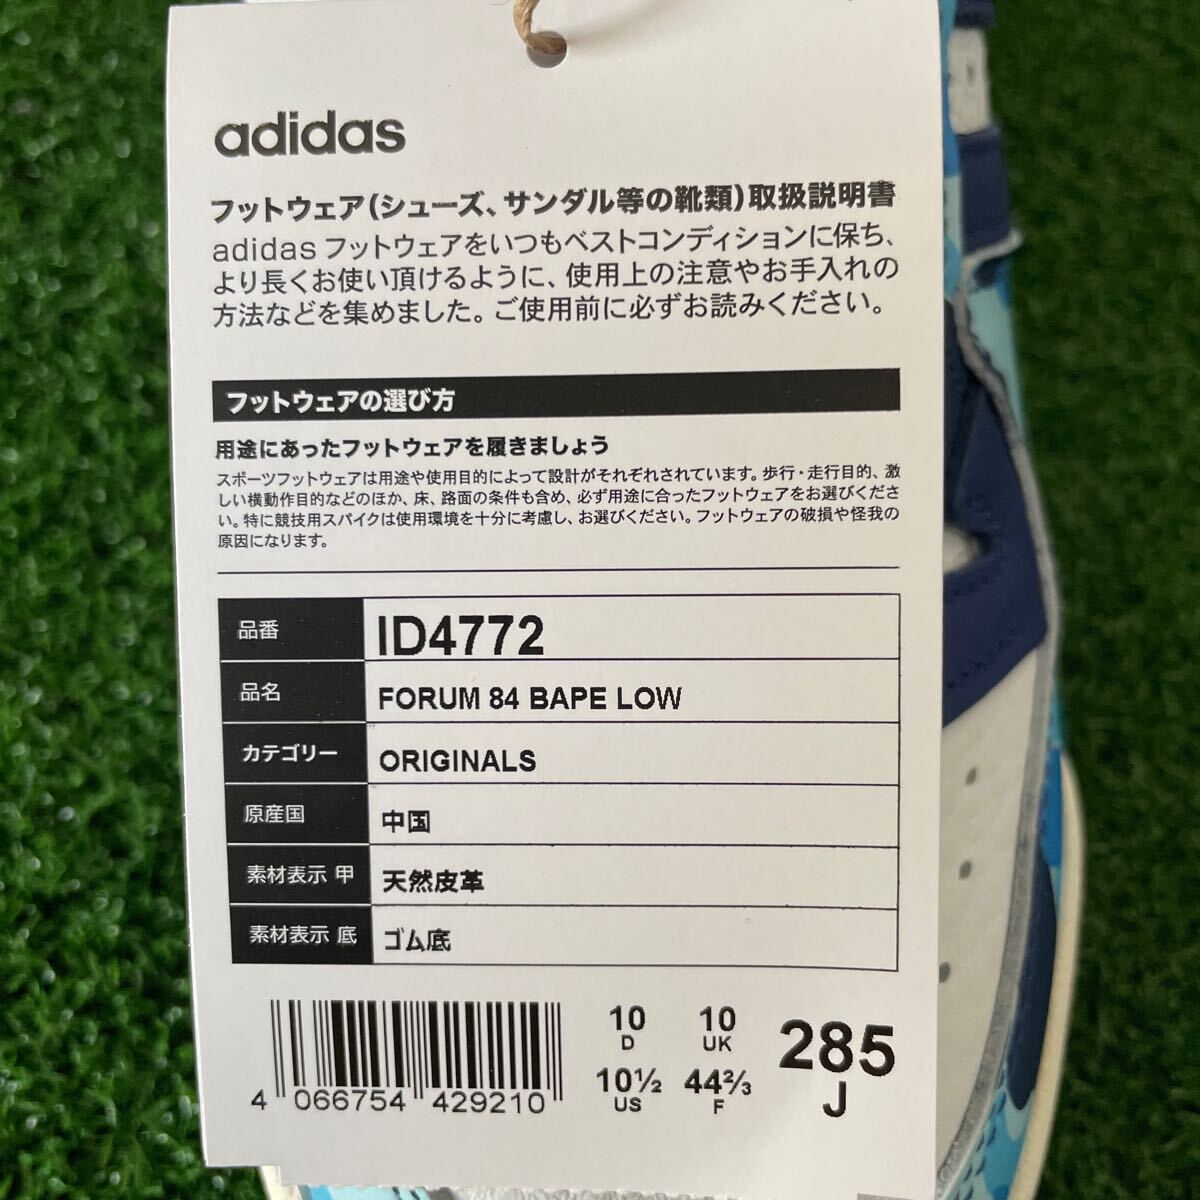 adidas
フットウェア(シューズ、サンダル等の靴類)取扱説明書
adidas フットウェアをいつもベストコンディションに保ち、
より長くお使い頂けるように、使用上の注意やお手入れの
方法などを集めました。ご使用前に必ずお読みください。
フットウェアの選び方
用途にあったフットウェアを履きましょう
スポーツフットウェアは用途や使用目的によって設計がそれぞれされています。歩行・走行目的、激
しい横動作目的などのほか、床、路面の条件も含め、必ず用途に合ったフットウェアをお選びくださ
い。特に競技用スパイクは使用環境を十分に考慮し、お選びください。フットウェアの破損や怪我の
原因になります。
品番 ID4772
品名 FORUM 84 BAPE LOW
カテゴリー ORIGINALS
原産国 中国
素材表示 甲 天然皮革
素材表示 底 ゴム底
10 D 10 UK
10½ US 44⅔ F
285 J
4 066754 429210